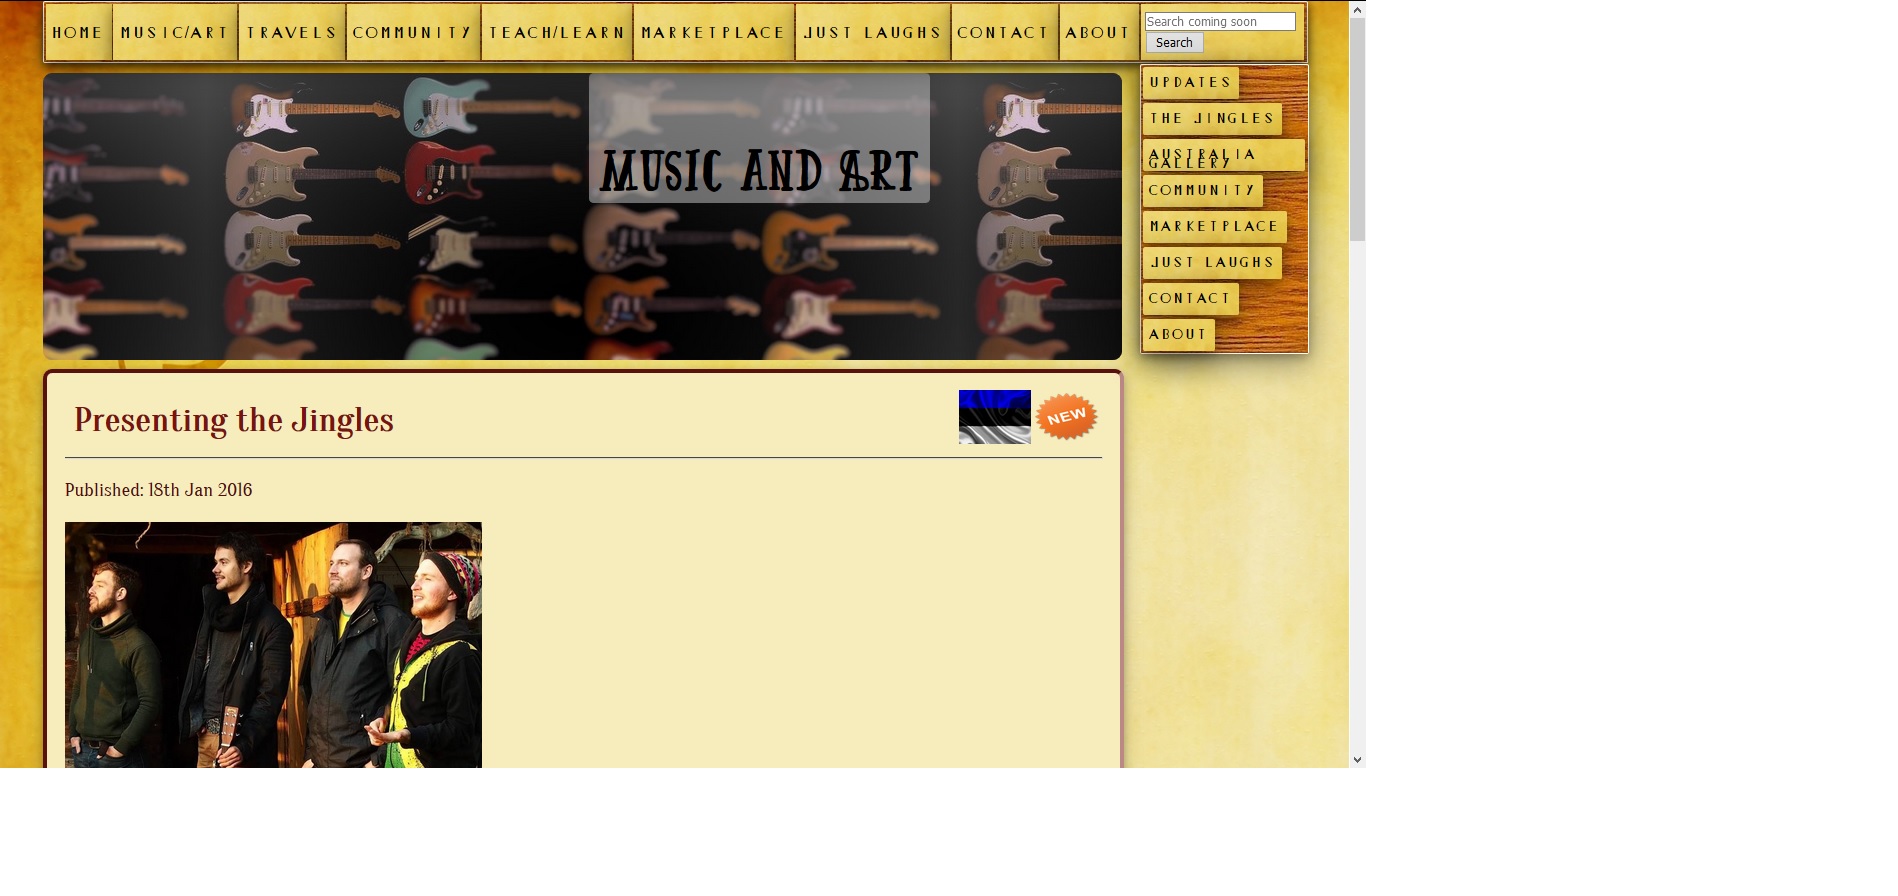 HOME
MUSIC/ART
TRAVELS
COMMUNITY
TEACH/LEARN
MARKETPLACE
JUST LAUGHS
CONTACT
ABOUT
Search coming soon
Search
UPDATES
THE JINGLES
AUSTRALIA
GALLERY
COMMUNITY
MARKETPLACE
JUST LAUGHS
CONTACT
ABOUT
MUSIC AND ART
Presenting the Jingles
NEW
Published: 18th Jan 2016